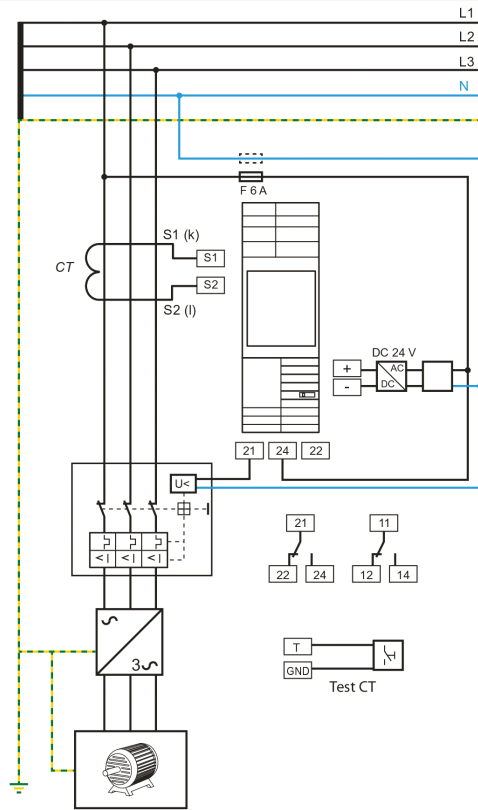 L1
L2
L3
N
F 6 A
S1 (k)
S1
CT
S2
S2 (l)
DC 24 V
+
AC
DC
-
21
24
22
U<
21
11
22
24
12
14
3
T
GND
Test CT